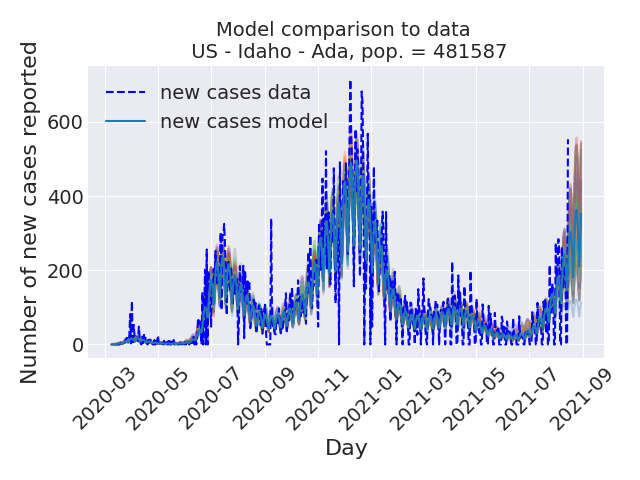 Model comparison to data
US - Idaho - Ada, pop. = 481587
new cases data
new cases model
Number of new cases reported
600
400
200
0
2020-03
2020-05
2020-07
2020-09
2020-11
2021-01
2021-03
2021-05
2021-07
2021-09
Day